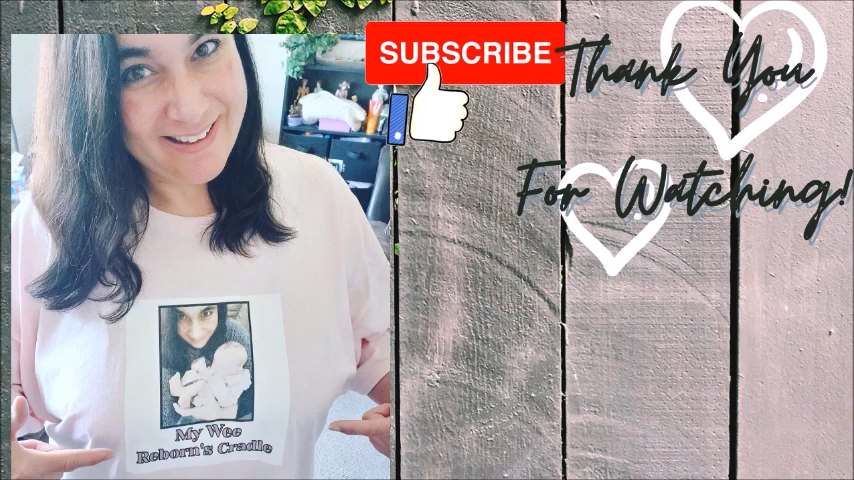 SUBSCRIBE
Thank You
For Watching!
My Wee
Reborn's Cradle